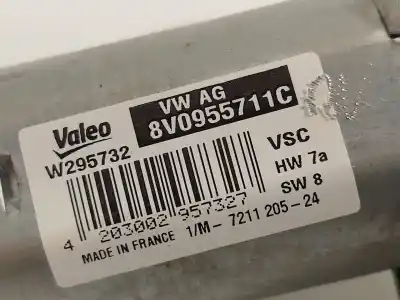 Valeo
VW AG
8V0955711C
W295732
VSC
HW 7a
SW 8
4 203002 957327
MADE IN FRANCE 1/M- 7211 205-24